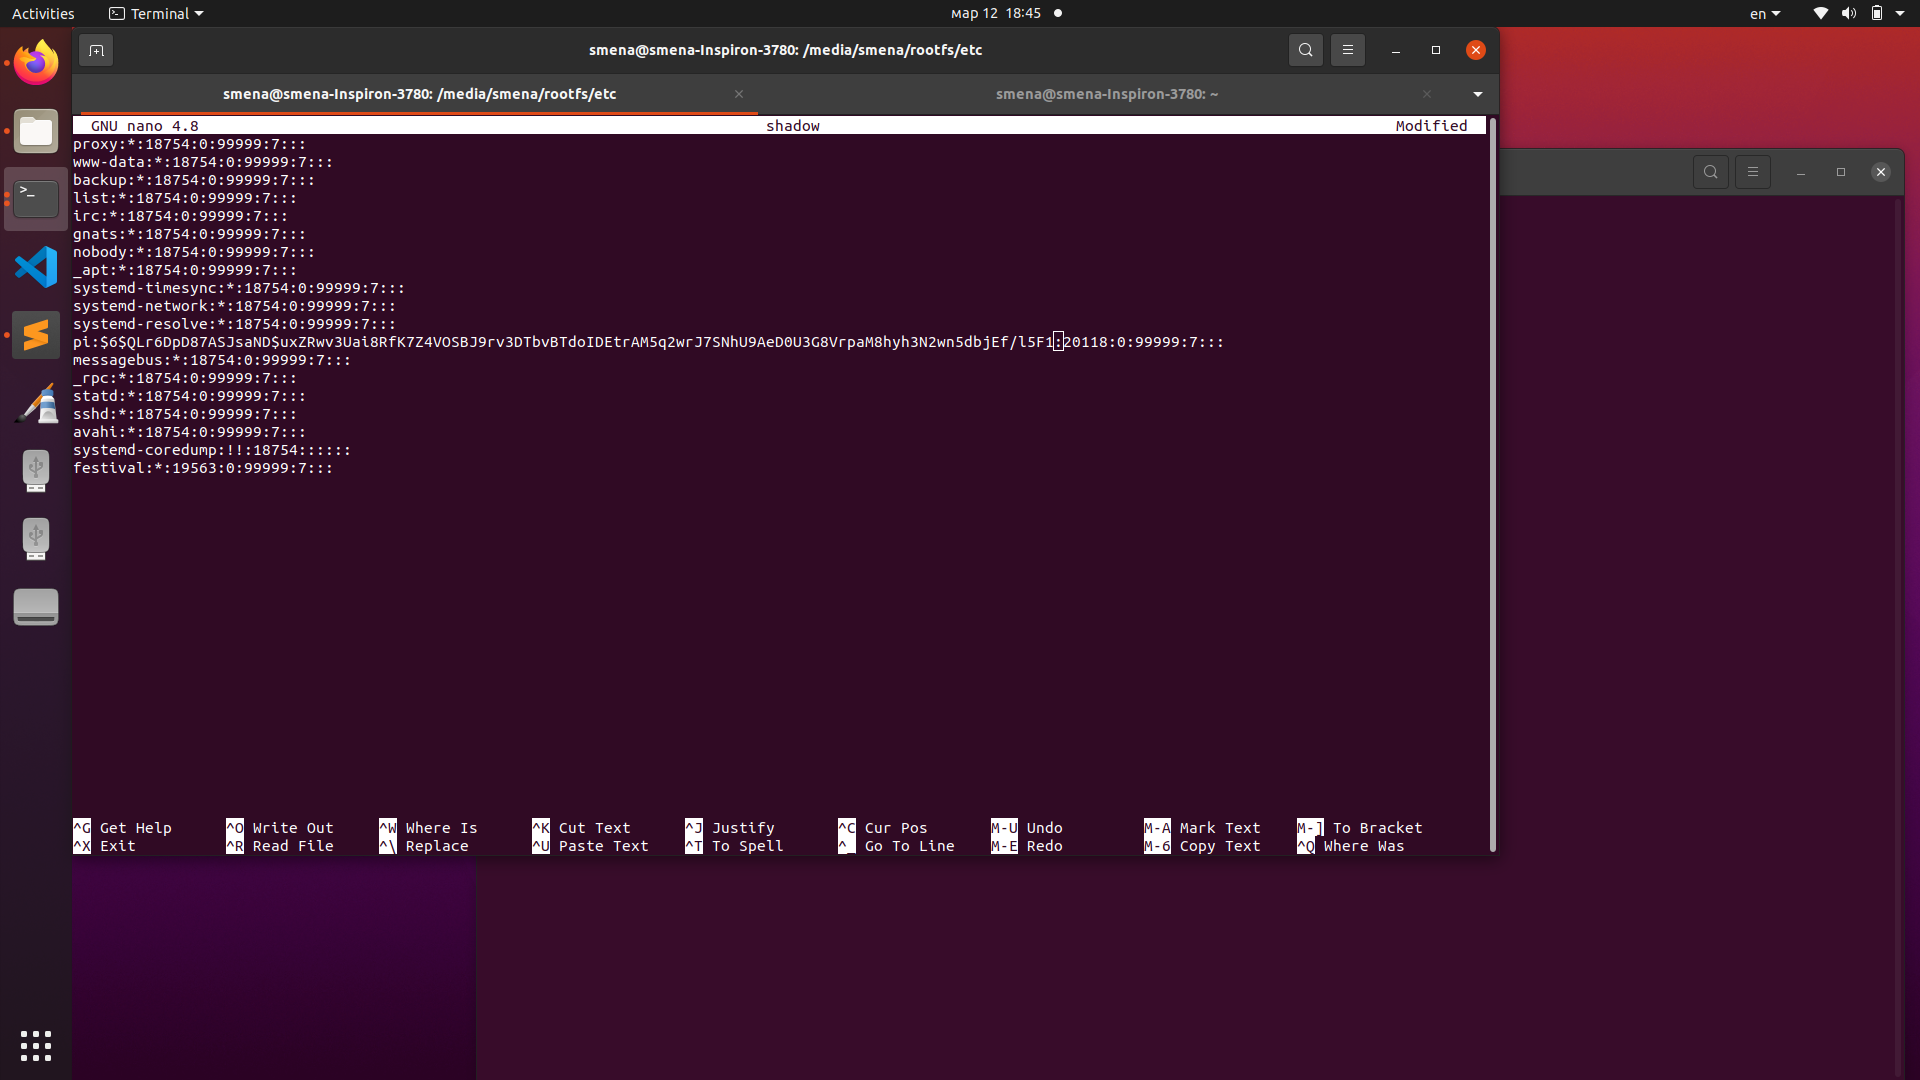 Activities
Terminal
мар 12 18:45
en
smena@smena-Inspiron-3780: /media/smena/rootfs/etc
smena@smena-Inspiron-3780: /media/smena/rootfs/etc
smena@smena-Inspiron-3780: ~
GNU nano 4.8 shadow Modified
proxy:*:18754:0:99999:7:::
www-data:*:18754:0:99999:7:::
backup:*:18754:0:99999:7:::
list:*:18754:0:99999:7:::
irc:*:18754:0:99999:7:::
gnats:*:18754:0:99999:7:::
nobody:*:18754:0:99999:7:::
_apt:*:18754:0:99999:7:::
systemd-timesync:*:18754:0:99999:7:::
systemd-network:*:18754:0:99999:7:::
systemd-resolve:*:18754:0:99999:7:::
pi:$6$QLr6DpD87ASJsaND$uxZRwv3Uai8RfK7Z4VOSBJ9rv3DTbvBTdoIDEtrAM5q2wrJ7SNhU9AeD0U3G8VrpaM8hyh3N2wn5dbjEf/l5F1:20118:0:99999:7:::
messagebus:*:18754:0:99999:7:::
_rpc:*:18754:0:99999:7:::
statd:*:18754:0:99999:7:::
sshd:*:18754:0:99999:7:::
avahi:*:18754:0:99999:7:::
systemd-coredump:!!:18754::::::
festival:*:19563:0:99999:7:::
^G Get Help ^O Write Out ^W Where Is ^K Cut Text ^J Justify ^C Cur Pos M-U Undo M-A Mark Text M-] To Bracket
^X Exit ^R Read File ^\ Replace ^U Paste Text ^T To Spell ^_ Go To Line M-E Redo M-6 Copy Text ^Q Where Was